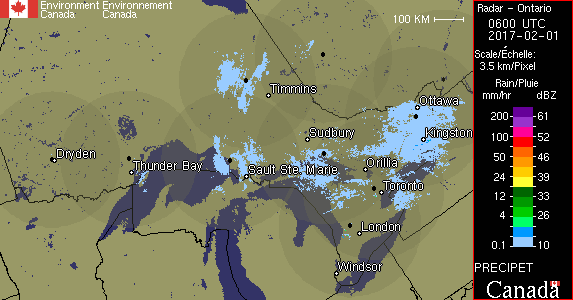 Environment Environnement
Canada Canada
100 KM
Timmins
Ottawa
Sudbury
Kingston
Dryden
Thunder Bay
Sault Ste. Marie
Orillia
Toronto
London
Windsor
Radar - Ontario
0600 UTC
2017-02-01
Scale/Échelle:
3.5 km/Pixel
Rain/Pluie
mm/hr dBZ
200 61
100 52
50 46
24 39
12 33
4 26
0.1 10
PRECIPET
Canada